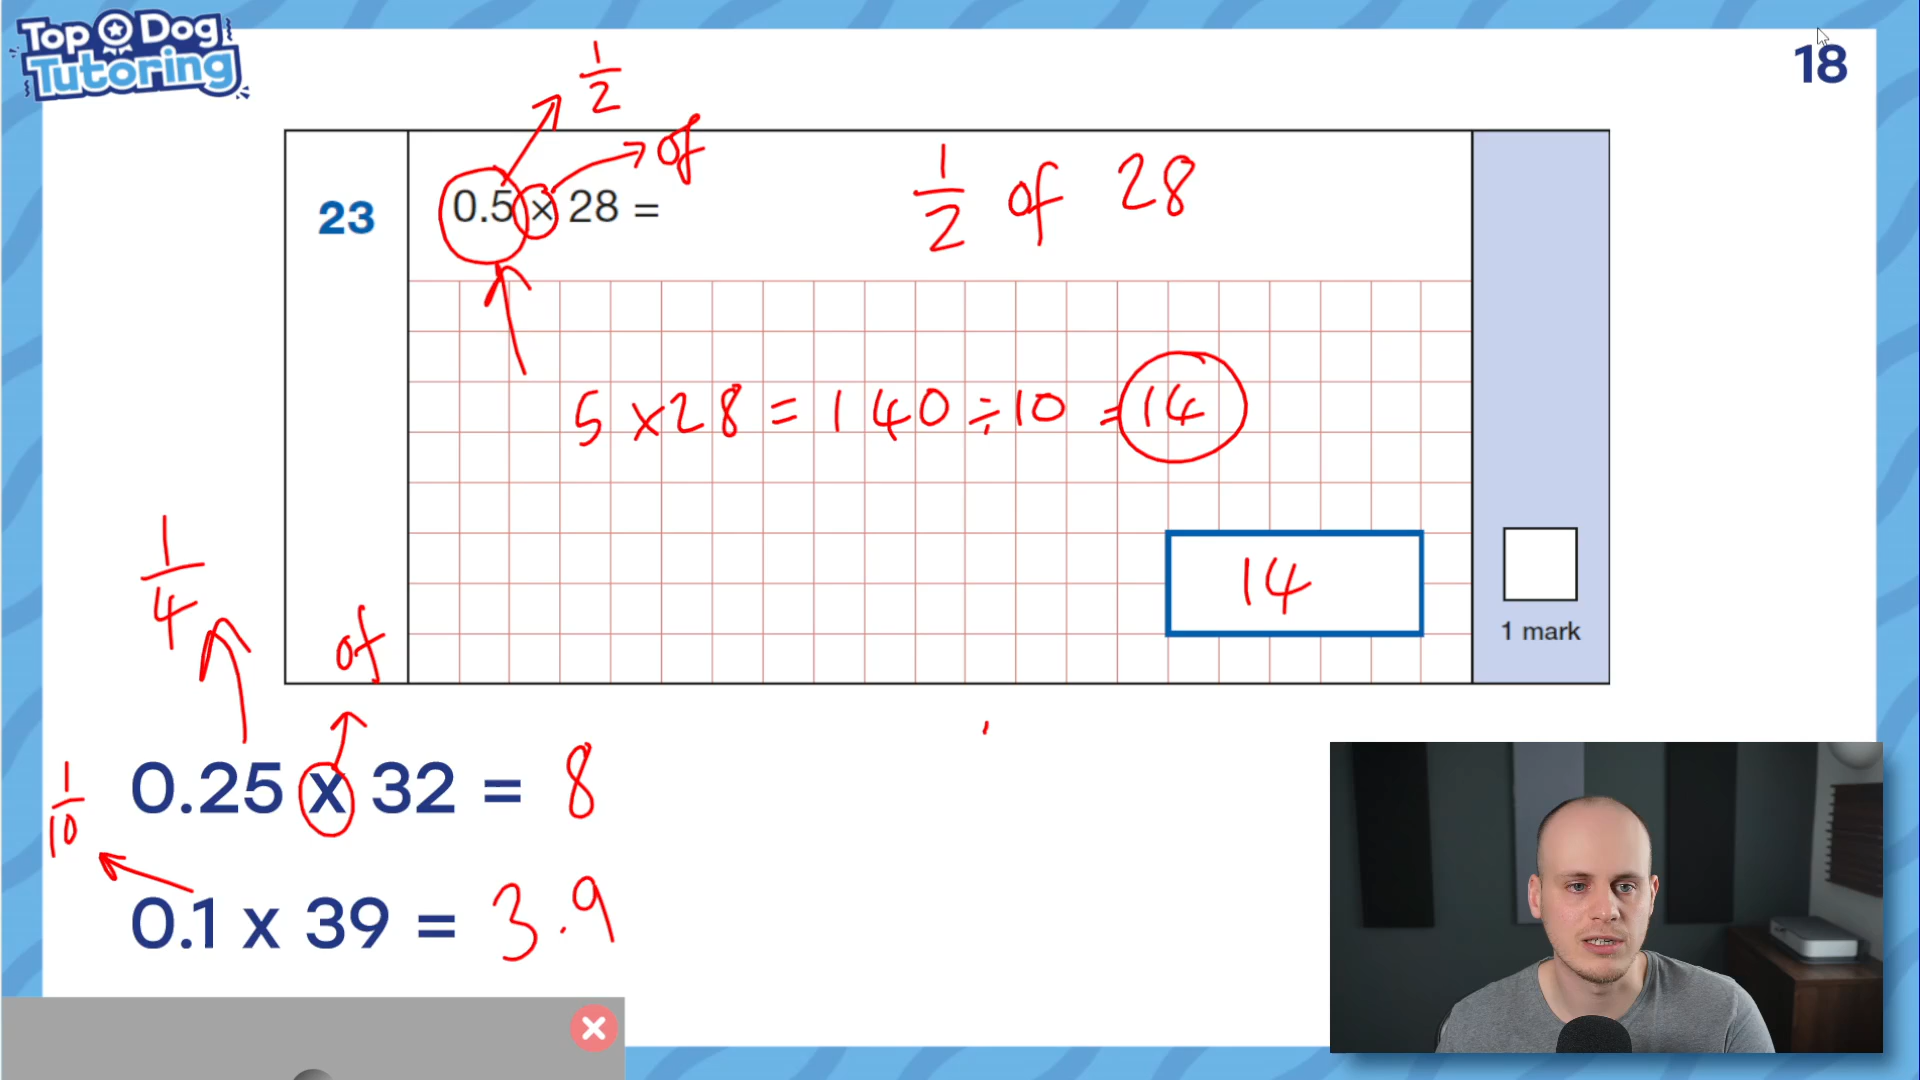 Top Dog
Tutoring
18
1/2
of
23
0.5 × 28 =
1/2 of 28
5 × 28 = 140 ÷ 10 = 14
14
1 mark
1/4
of
0.25 x 32 = 8
1/10
0.1 x 39 = 3.9